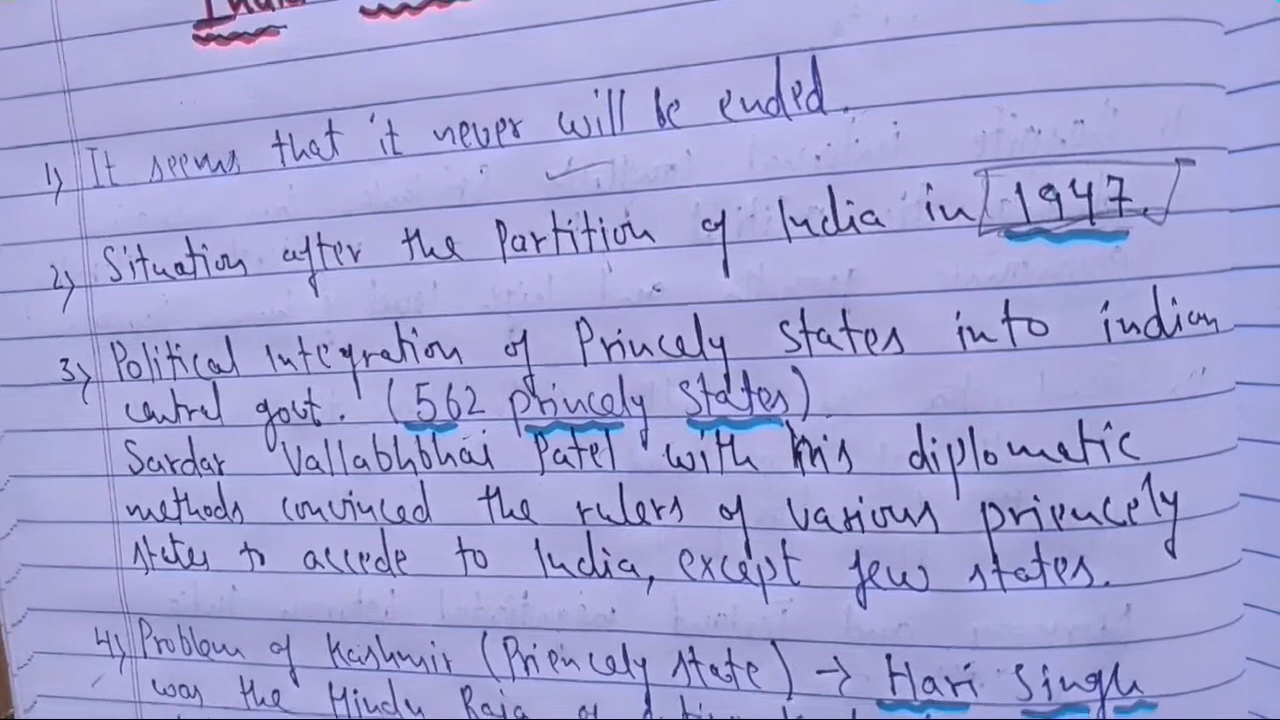 1) It seems that it never will be ended.
2) Situation after the Partition of India in 1947.
3) Political Integration of Princely states into indian
central govt. (562 princely states)
Sardar Vallabhbhai Patel with his diplomatic
methods convinced the rulers of various priencely
states to accede to India, except few states.
4) Problem of Kashmir (Priencely state) → Hari Singh
was the Hindu Raja of